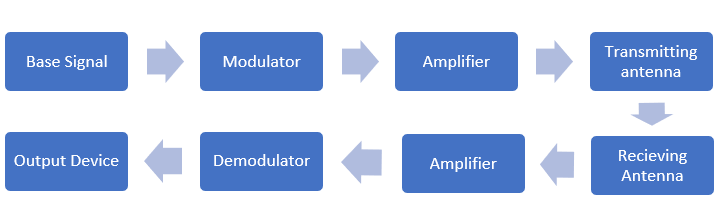 Base Signal
Modulator
Amplifier
Transmitting
antenna
Output Device
Demodulator
Amplifier
Recieving
Antenna